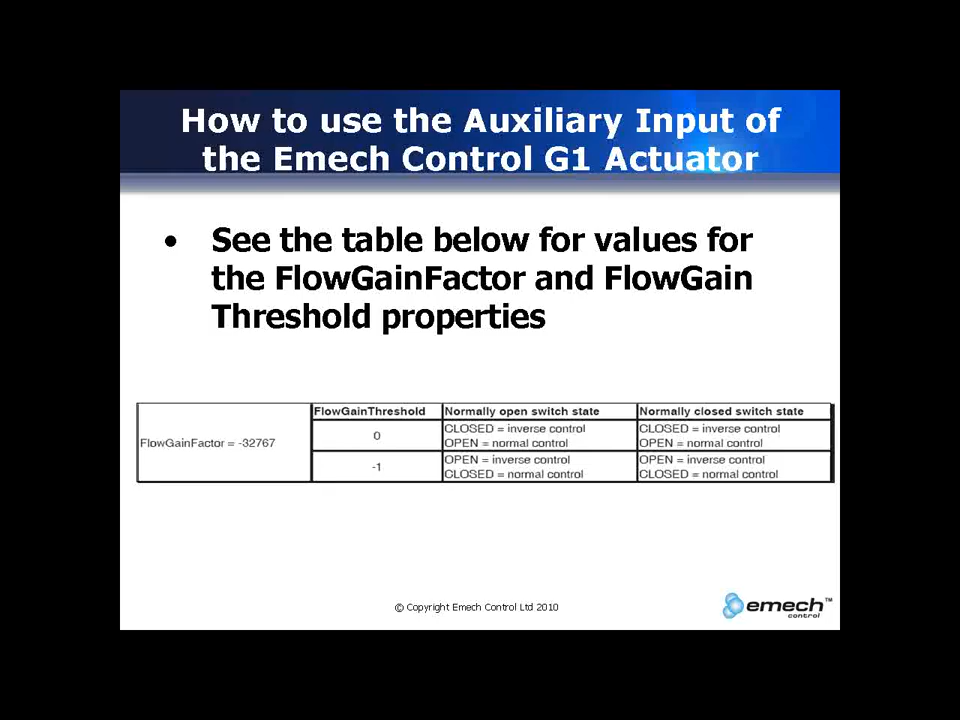 How to use the Auxiliary Input of
the Emech Control G1 Actuator
• See the table below for values for
the FlowGainFactor and FlowGain
Threshold properties
FlowGainThreshold Normally open switch state Normally closed switch state
FlowGainFactor = -32767
0
CLOSED = inverse control CLOSED = inverse control
OPEN = normal control OPEN = normal control
-1
OPEN = inverse control OPEN = inverse control
CLOSED = normal control CLOSED = normal control
© Copyright Emech Control Ltd 2010
emech™
control